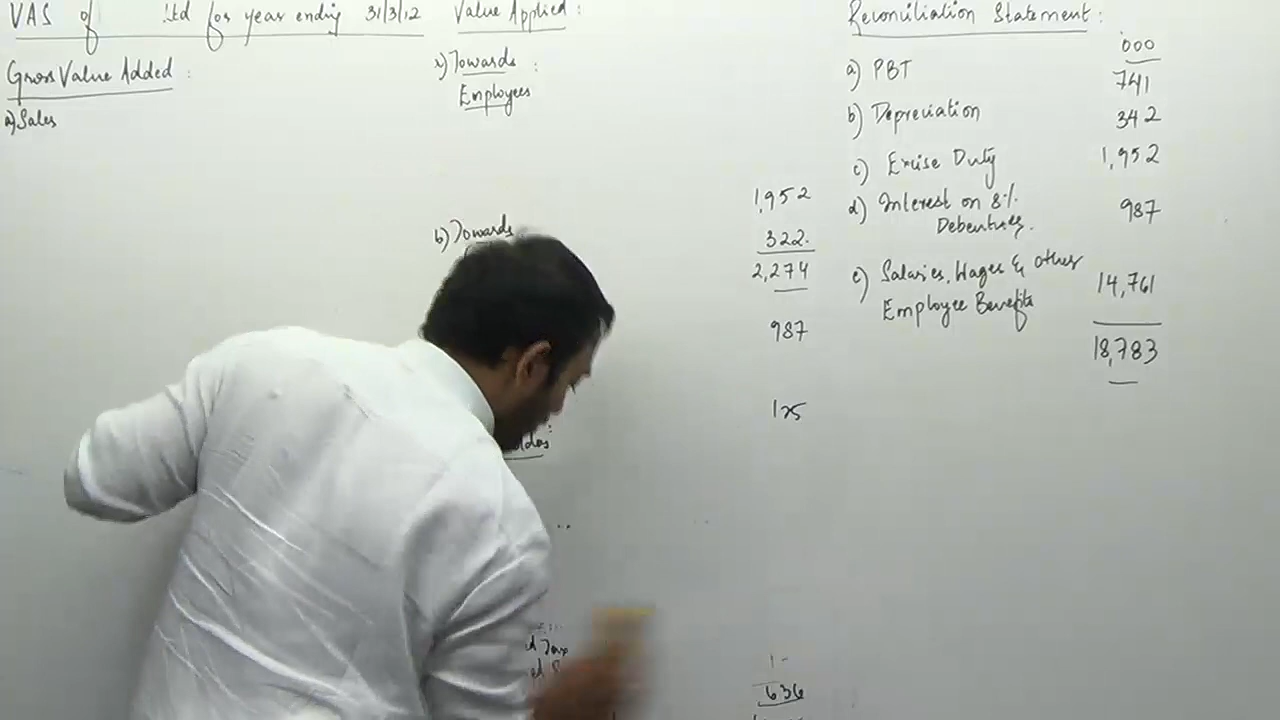 VAS of Ltd for year ending 31/3/12
Gross Value Added :
a) Sales
Value Applied :
a) Towards :
Employees
b) Towards
1,952
322.
2,274
987
125
636
Reconciliation Statement :
'000
a) PBT 741
b) Depreciation 342
c) Excise Duty 1,952
d) Interest on 8%
Debentures. 987
e) Salaries, Wages & other
Employee Benefits 14,761
18,783